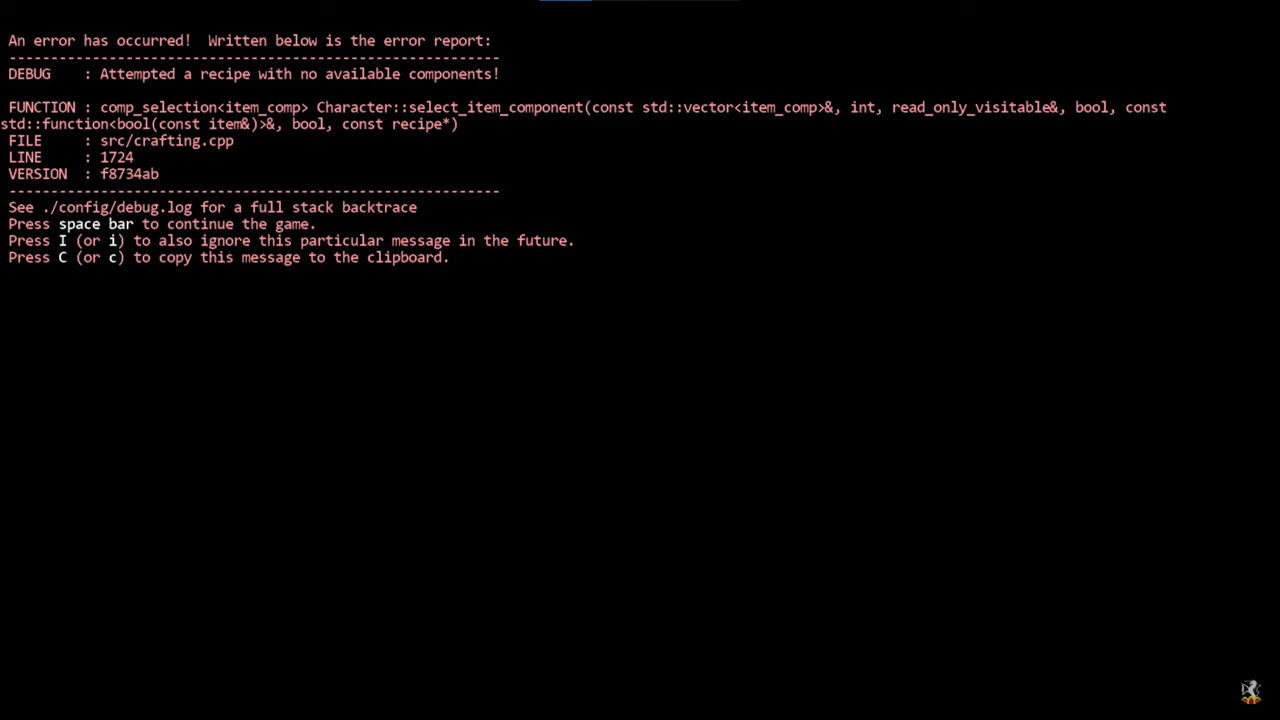 An error has occurred!  Written below is the error report:
-----------------------------------------------------------
DEBUG    : Attempted a recipe with no available components!
FUNCTION : comp_selection<item_comp> Character::select_item_component(const std::vector<item_comp>&, int, read_only_visitable&, bool, const
std::function<bool(const item&)>&, bool, const recipe*)
FILE     : src/crafting.cpp
LINE     : 1724
VERSION  : f8734ab
-----------------------------------------------------------
See ./config/debug.log for a full stack backtrace
Press space bar to continue the game.
Press I (or i) to also ignore this particular message in the future.
Press C (or c) to copy this message to the clipboard.